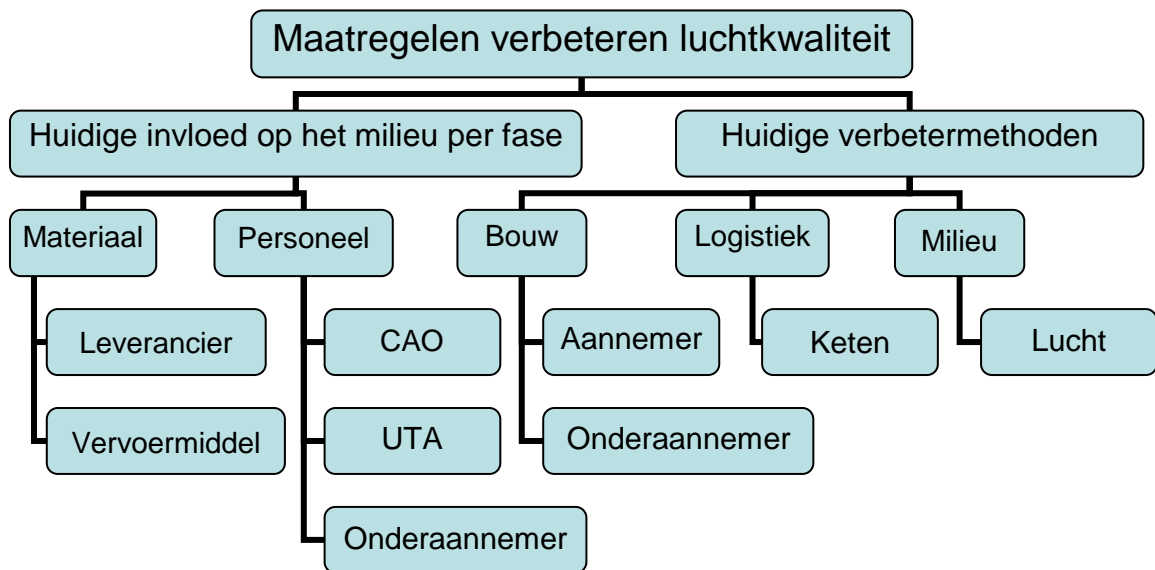 Maatregelen verbeteren luchtkwaliteit
Huidige invloed op het milieu per fase
Huidige verbetermethoden
Materiaal
Personeel
Bouw
Logistiek
Milieu
Leverancier
CAO
Aannemer
Keten
Lucht
Vervoermiddel
UTA
Onderaannemer
Onderaannemer